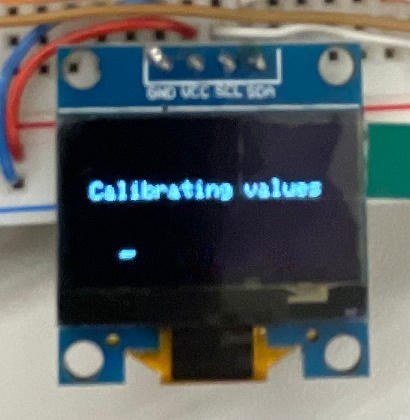 GND VCC SCL SDA
Calibrating values